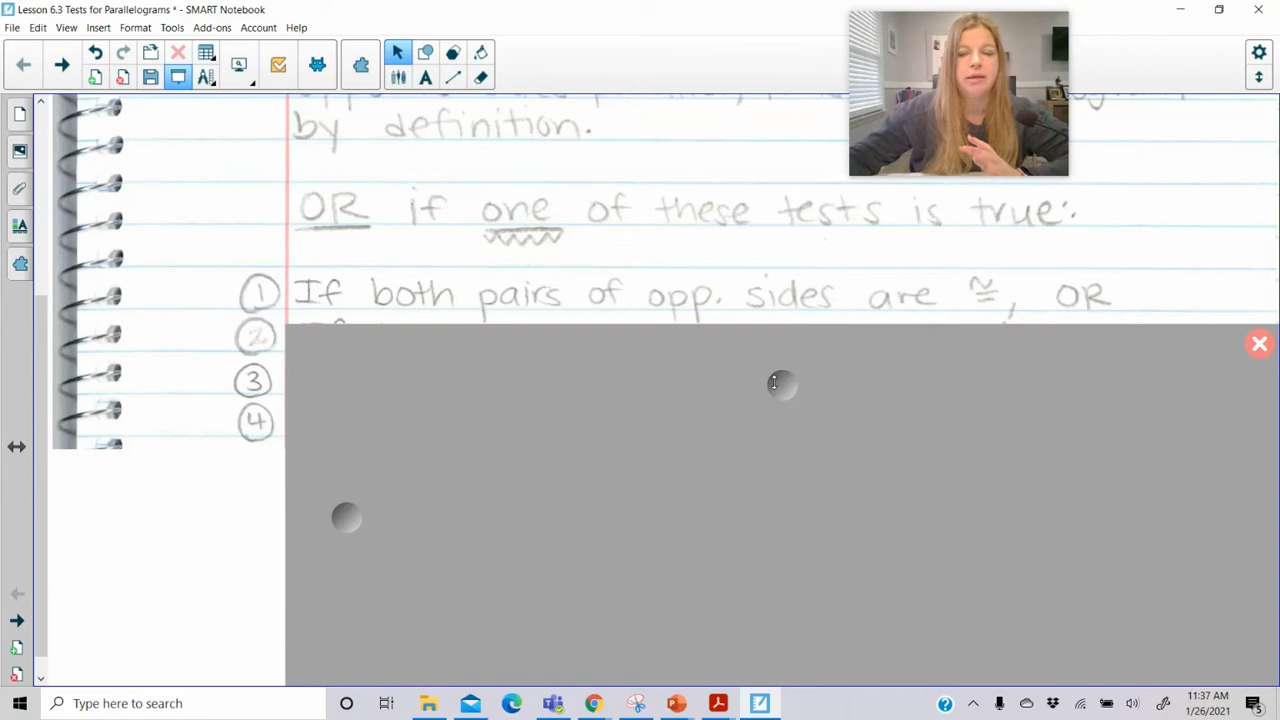 Lesson 6.3 Tests for Parallelograms * - SMART Notebook
File Edit View Insert Format Tools Add-ons Account Help
by definition.
OR if one of these tests is true:
① If both pairs of opp. sides are ≅, OR
②
③
④
Type here to search
11:37 AM
1/26/2021
5